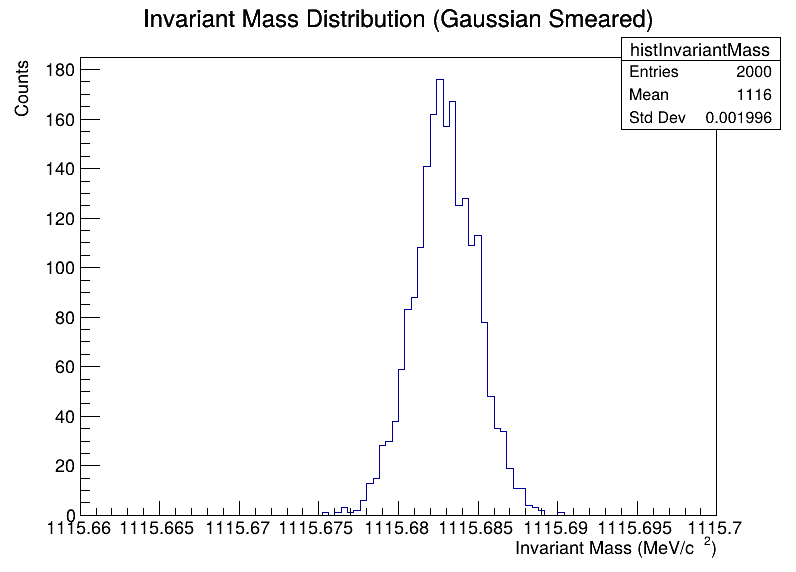 Invariant Mass Distribution (Gaussian Smeared)
histInvariantMass
Entries 2000
Mean 1116
Std Dev 0.001996
Counts
180
160
140
120
100
80
60
40
20
0
1115.66 1115.665 1115.67 1115.675 1115.68 1115.685 1115.69 1115.695 1115.7
Invariant Mass (MeV/c ²)